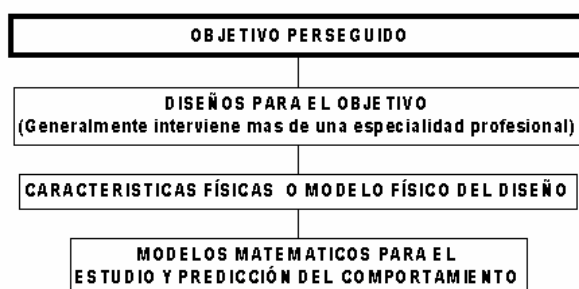 OBJETIVO PERSEGUIDO
DISEÑOS PARA EL OBJETIVO
(Generalmente interviene mas de una especialidad profesional)
CARACTERISTICAS FÍSICAS O MODELO FÍSICO DEL DISEÑO
MODELOS MATEMATICOS PARA EL
ESTUDIO Y PREDICCIÓN DEL COMPORTAMIENTO